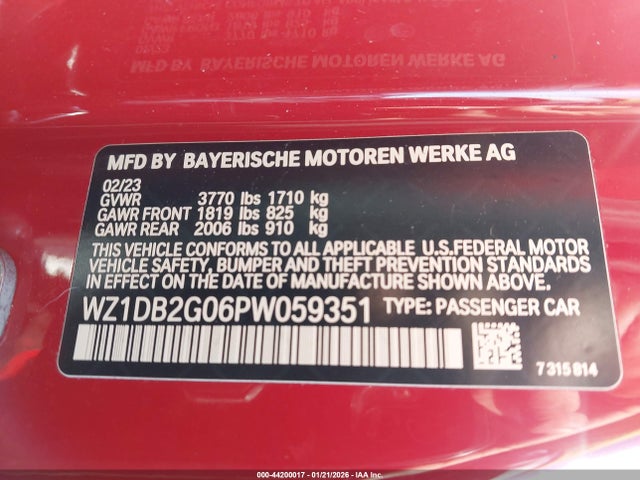 MFD BY BAYERISCHE MOTOREN WERKE AG
02/23
GVWR 3770 lbs 1710 kg
GAWR FRONT 1819 lbs 825 kg
GAWR REAR 2006 lbs 910 kg
THIS VEHICLE CONFORMS TO ALL APPLICABLE U.S.FEDERAL MOTOR
VEHICLE SAFETY, BUMPER AND THEFT PREVENTION STANDARDS IN
EFFECT ON THE DATE OF MANUFACTURE SHOWN ABOVE.
WZ1DB2G06PW059351 TYPE: PASSENGER CAR
7315814
000-44200017 - 01/21/2026 - IAA Inc.